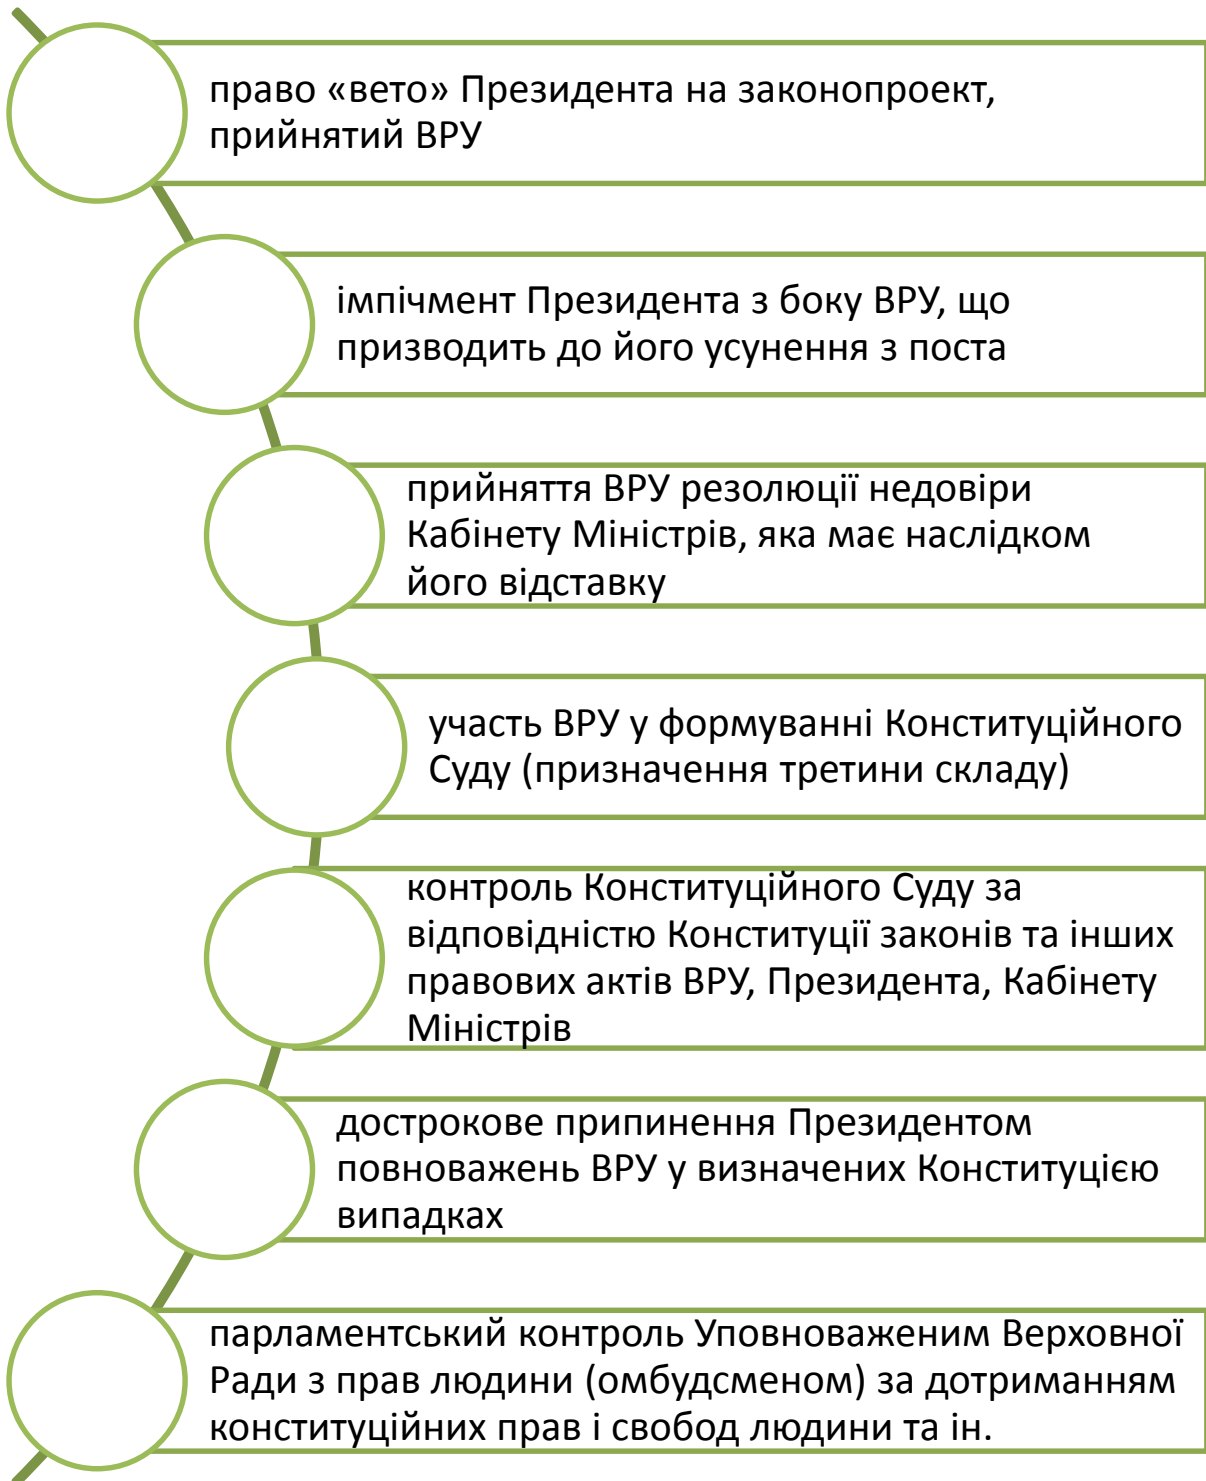 право «вето» Президента на законопроект,
прийнятий ВРУ
імпічмент Президента з боку ВРУ, що
призводить до його усунення з поста
прийняття ВРУ резолюції недовіри
Кабінету Міністрів, яка має наслідком
його відставку
участь ВРУ у формуванні Конституційного
Суду (призначення третини складу)
контроль Конституційного Суду за
відповідністю Конституції законів та інших
правових актів ВРУ, Президента, Кабінету
Міністрів
дострокове припинення Президентом
повноважень ВРУ у визначених Конституцією
випадках
парламентський контроль Уповноваженим Верховної
Ради з прав людини (омбудсменом) за дотриманням
конституційних прав і свобод людини та ін.